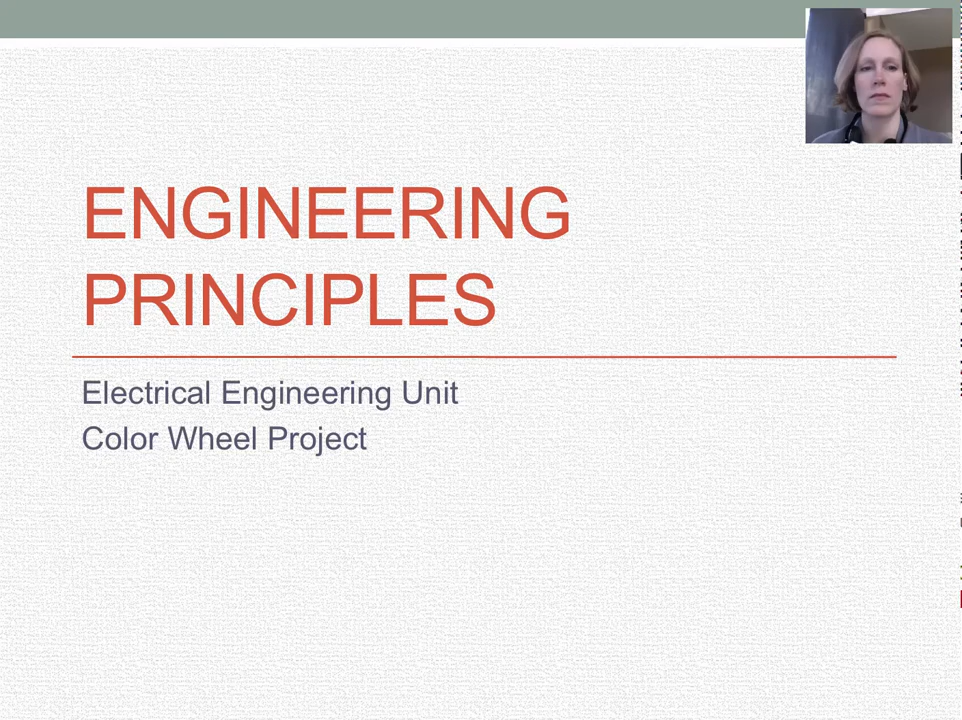 ENGINEERING
PRINCIPLES
Electrical Engineering Unit
Color Wheel Project